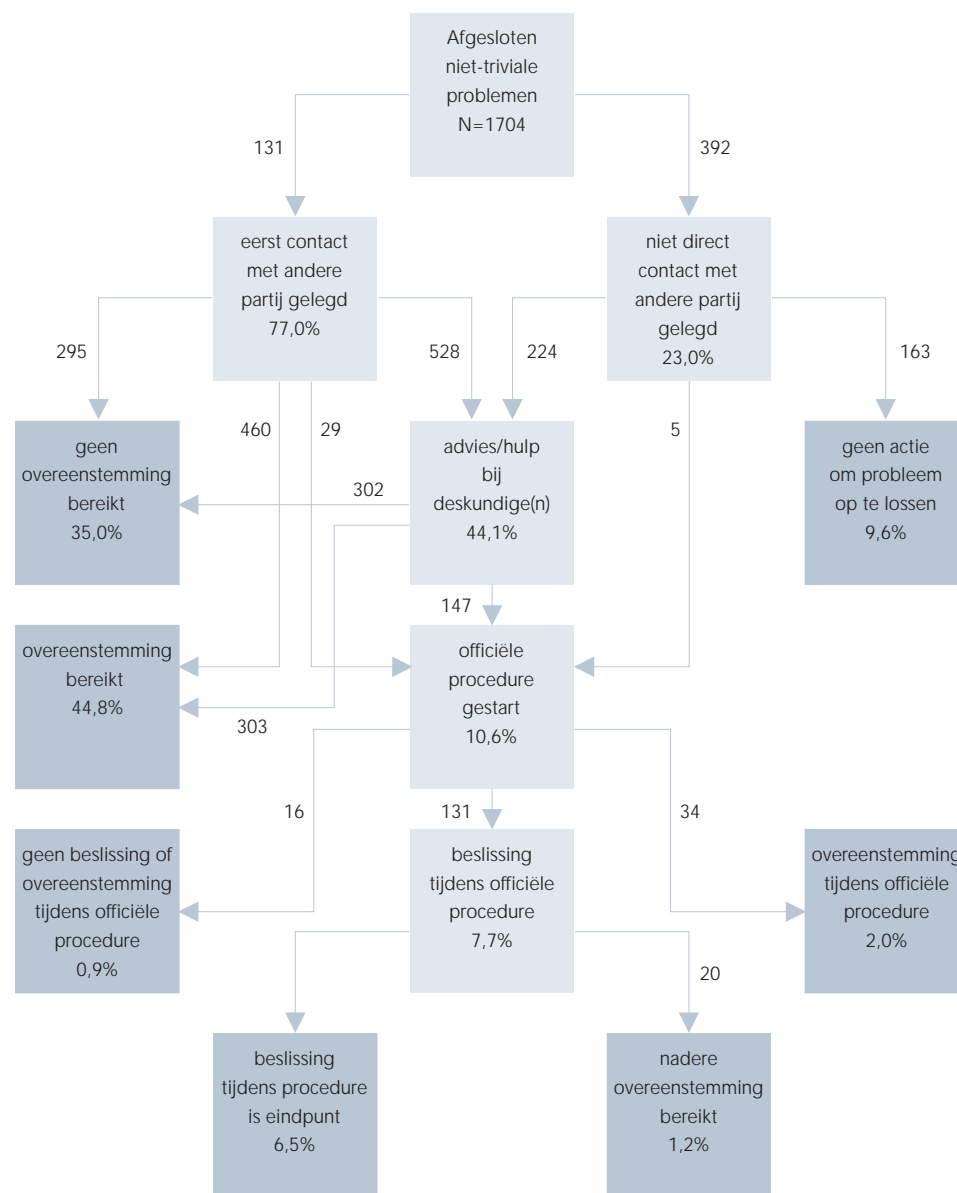 Afgesloten
niet-triviale
problemen
N=1704
131
392
eerst contact
met andere
partij gelegd
77,0%
niet direct
contact met
andere partij
gelegd
23,0%
295
528
224
163
460
29
5
geen
overeenstemming
bereikt
35,0%
advies/hulp
bij
deskundige(n)
44,1%
geen actie
om probleem
op te lossen
9,6%
302
147
overeenstemming
bereikt
44,8%
officiële
procedure
gestart
10,6%
303
16
131
34
geen beslissing of
overeenstemming
tijdens officiële
procedure
0,9%
beslissing
tijdens officiële
procedure
7,7%
overeenstemming
tijdens officiële
procedure
2,0%
20
beslissing
tijdens procedure
is eindpunt
6,5%
nadere
overeenstemming
bereikt
1,2%